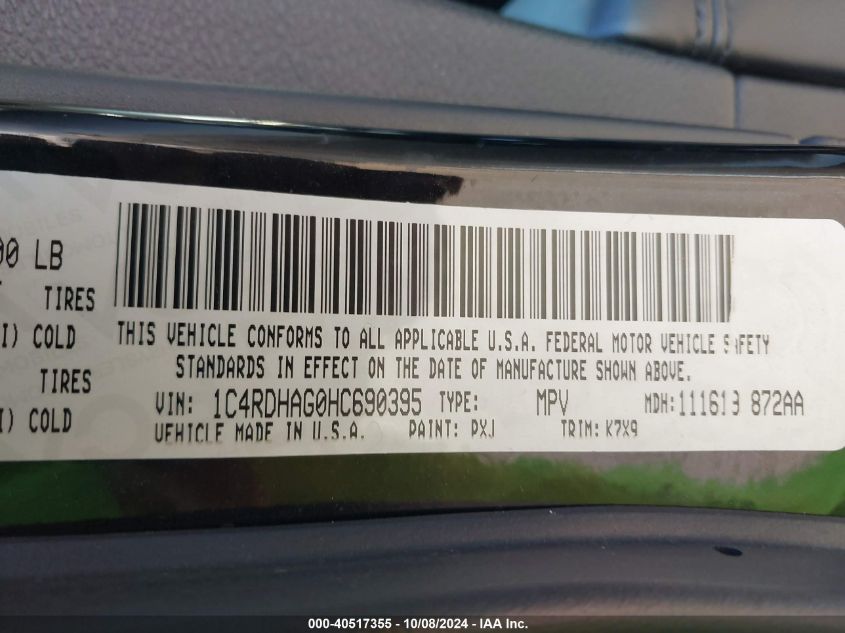 00 LB
TIRES
I) COLD
TIRES
I) COLD
THIS VEHICLE CONFORMS TO ALL APPLICABLE U.S.A. FEDERAL MOTOR VEHICLE SAFETY
STANDARDS IN EFFECT ON THE DATE OF MANUFACTURE SHOWN ABOVE.
VIN: 1C4RDHAG0HC690395 TYPE: MPV MDH: 111613 872AA
VEHICLE MADE IN U.S.A. PAINT: PXJ TRIM: K7X9
000-40517355 - 10/08/2024 - IAA Inc.